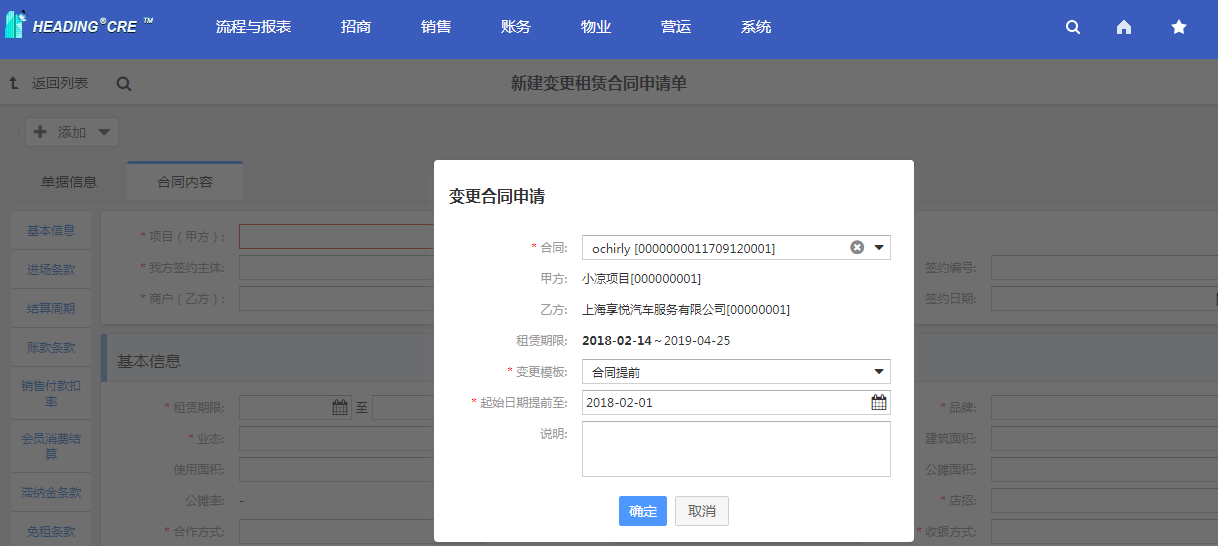 HEADING®CRE TM 流程与报表 招商 销售 账务 物业 营运 系统
返回列表 新建变更租赁合同申请单
添加
单据信息 合同内容
基本信息
进场条款
结算周期
账款条款
销售付款扣
率
会员消费结
算
滞纳金条款
免租条款
* 项目（甲方）:
* 我方签约主体: 签约编号:
* 商户（乙方）: 签约日期:
基本信息
* 租赁期限: 至 * 品牌:
* 业态: 建筑面积:
使用面积: 公摊面积:
公摊率: - * 店招:
* 合作方式: * 收银方式:
变更合同申请
* 合同: ochirly [0000000011709120001]
甲方: 小凉项目[000000001]
乙方: 上海享悦汽车服务有限公司[00000001]
租赁期限: 2018-02-14～2019-04-25
* 变更模板: 合同提前
* 起始日期提前至: 2018-02-01
说明:
确定 取消